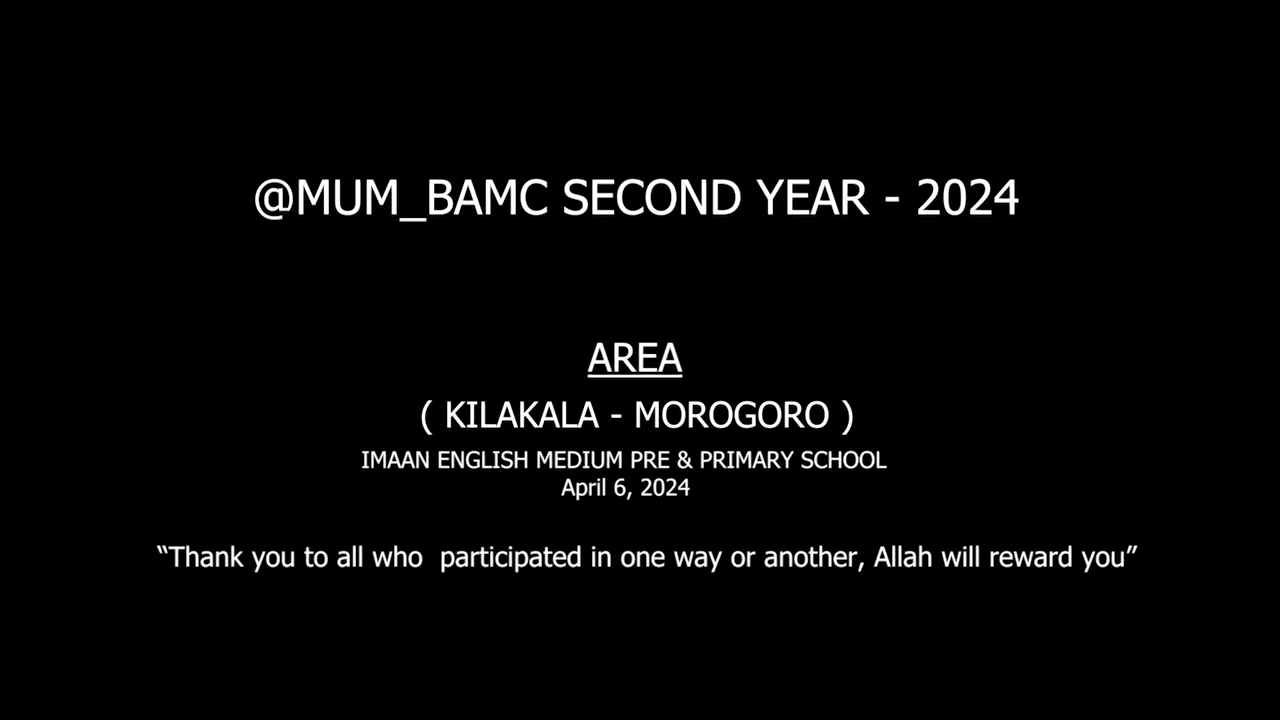 @MUM_BAMC SECOND YEAR - 2024
AREA
( KILAKALA - MOROGORO )
IMAAN ENGLISH MEDIUM PRE & PRIMARY SCHOOL
April 6, 2024
“Thank you to all who  participated in one way or another, Allah will reward you”